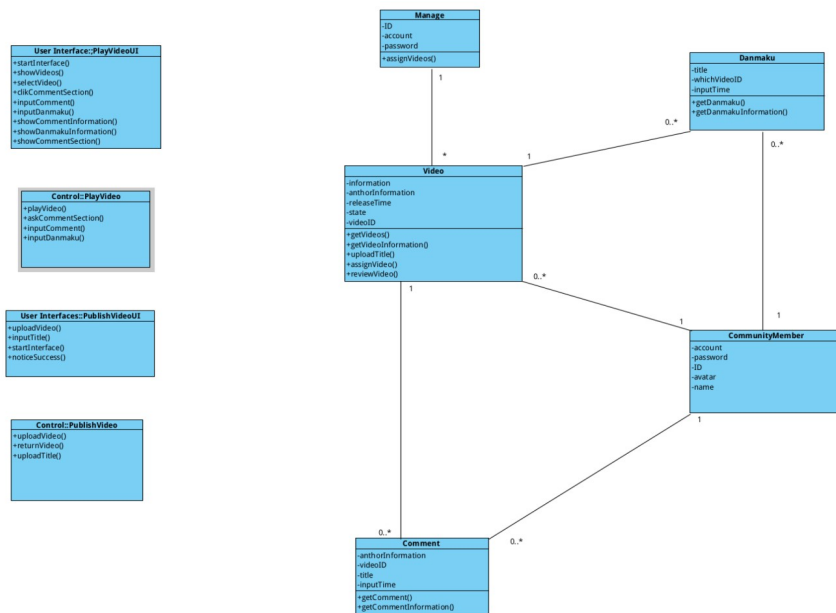 User Interface::PlayVideoUI
+startInterface()
+showVideos()
+selectVideo()
+clikCommentSection()
+inputComment()
+inputDanmaku()
+showCommentInformation()
+showDanmakuInformation()
+showCommentSection()
Control::PlayVideo
+playVideo()
+askCommentSection()
+inputComment()
+inputDanmaku()
User Interfaces::PublishVideoUI
+uploadVideo()
+inputTitle()
+startInterface()
+noticeSuccess()
Control::PublishVideo
+uploadVideo()
+returnVideo()
+uploadTitle()
Manage
-ID
-account
-password
+assignVideos()
1
*
Danmaku
-title
-whichVideoID
-inputTime
+getDanmaku()
+getDanmakuInformation()
0..*
1
0..*
Video
-information
-anthorInformation
-releaseTime
-state
-videoID
+getVideos()
+getVideoInformation()
+uploadTitle()
+assignVideo()
+reviewVideo()
0..*
1
1
1
CommunityMember
-account
-password
-ID
-avatar
-name
1
0..*
0..*
Comment
-anthorInformation
-videoID
-title
-inputTime
+getComment()
+getCommentInformation()